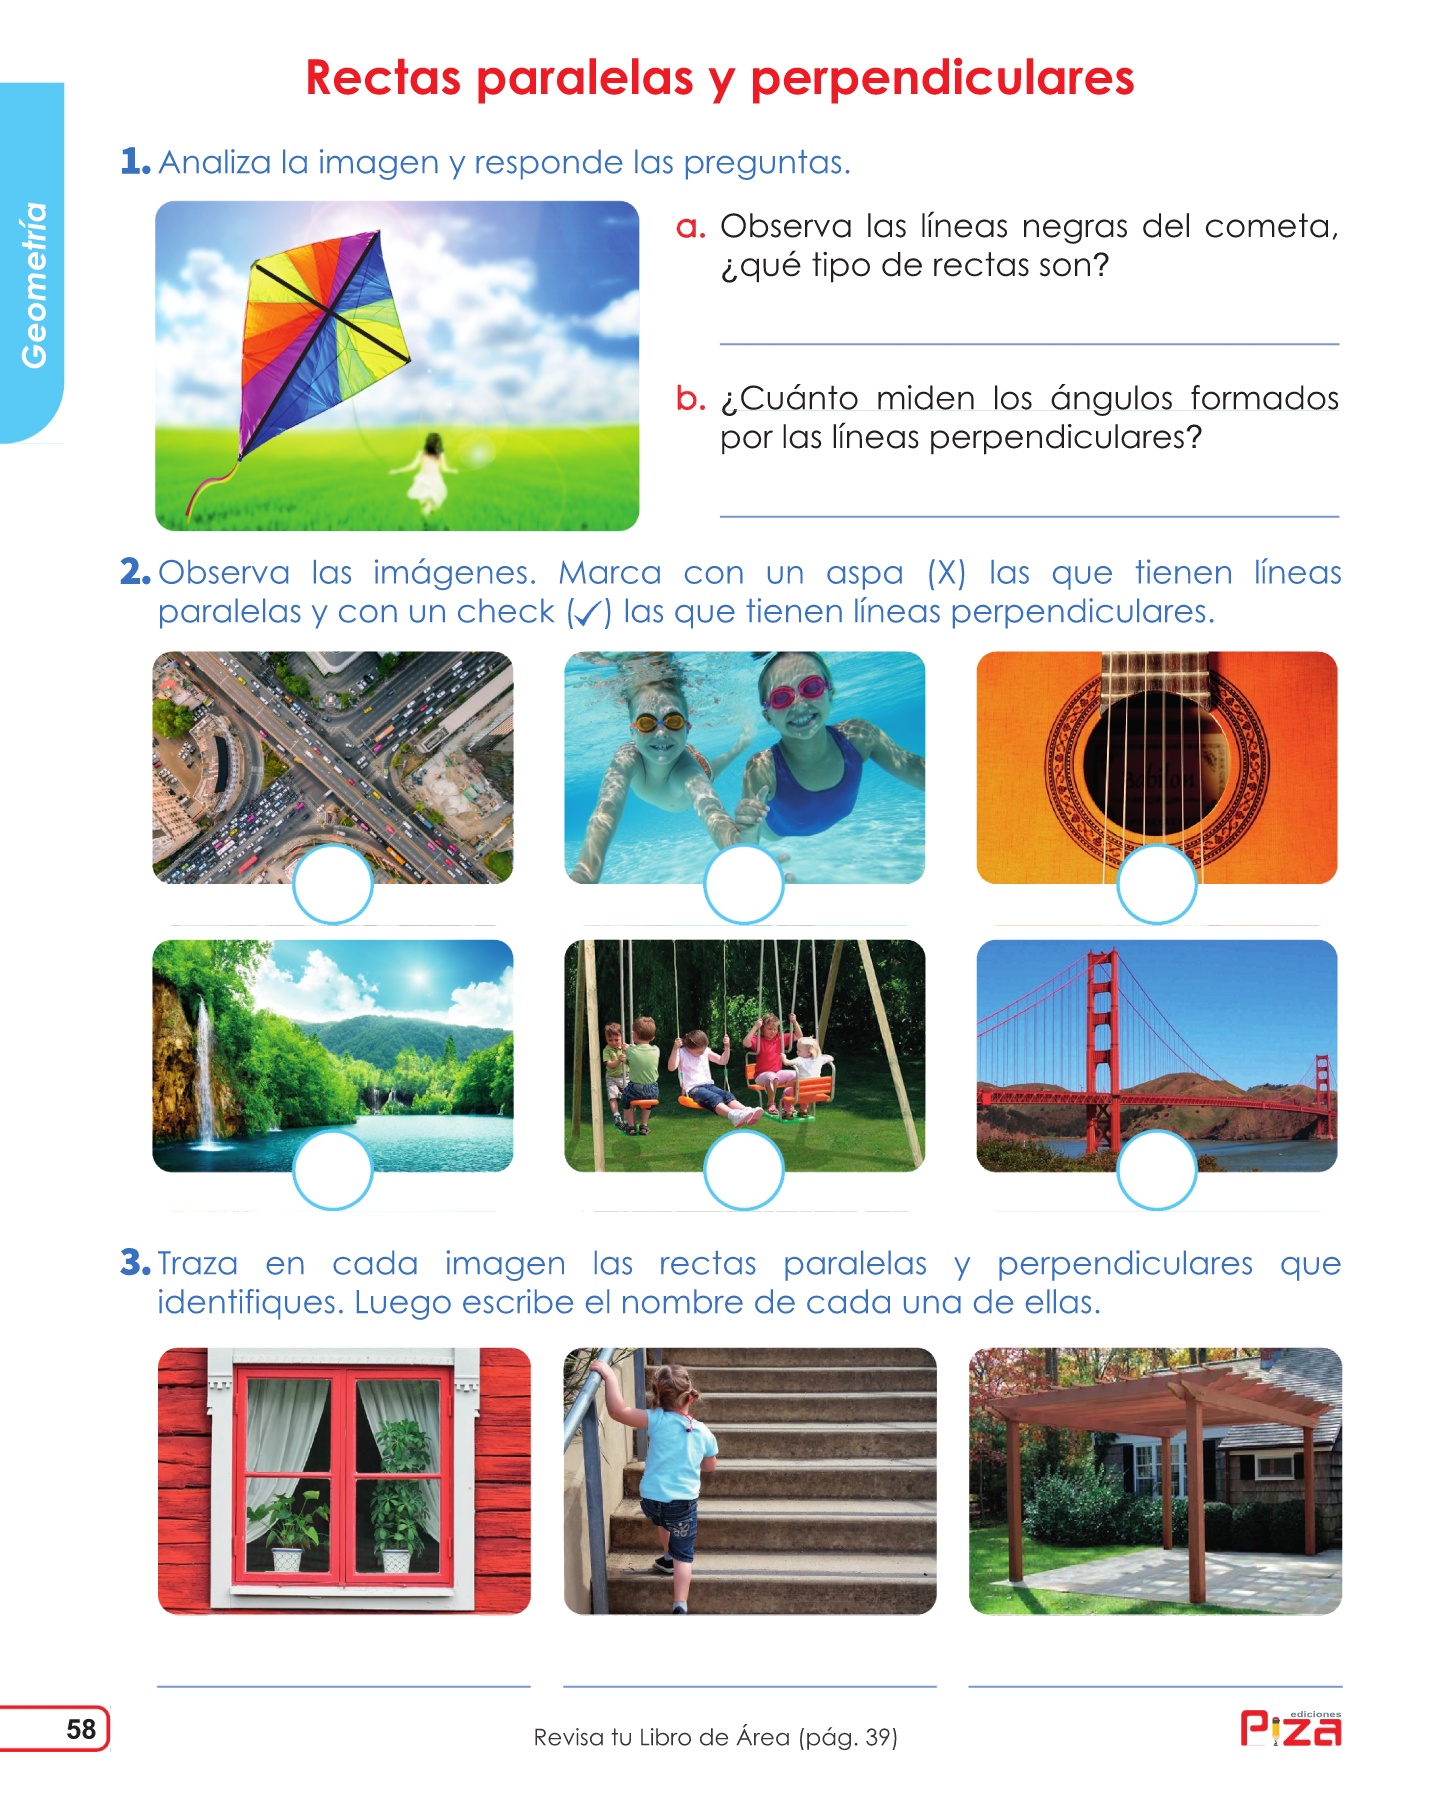 Rectas paralelas y perpendiculares
Geometría
1. Analiza la imagen y responde las preguntas.
a. Observa las líneas negras del cometa,
¿qué tipo de rectas son?
b. ¿Cuánto miden los ángulos formados
por las líneas perpendiculares?
2. Observa las imágenes. Marca con un aspa (X) las que tienen líneas
paralelas y con un check (✓) las que tienen líneas perpendiculares.
3. Traza en cada imagen las rectas paralelas y perpendiculares que
identifiques. Luego escribe el nombre de cada una de ellas.
58
Revisa tu Libro de Área (pág. 39)
ediciones
Piza